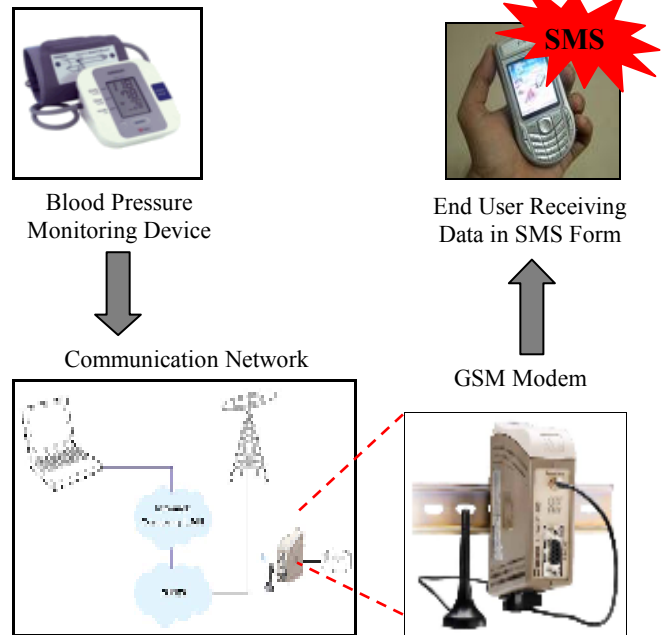 SMS
Blood Pressure
Monitoring Device
End User Receiving
Data in SMS Form
Communication Network
GSM Modem